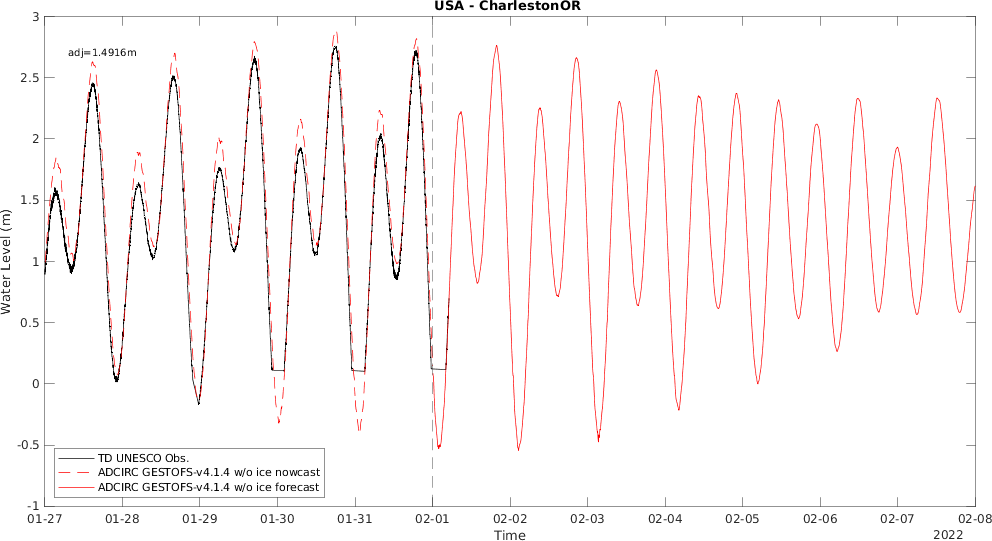 USA - CharlestonOR
adj=1.4916m
3
2.5
2
1.5
1
0.5
0
-0.5
-1
Water Level (m)
TD UNESCO Obs.
ADCIRC GESTOFS-v4.1.4 w/o ice nowcast
ADCIRC GESTOFS-v4.1.4 w/o ice forecast
01-27 01-28 01-29 01-30 01-31 02-01 02-02 02-03 02-04 02-05 02-06 02-07 02-08
Time
2022